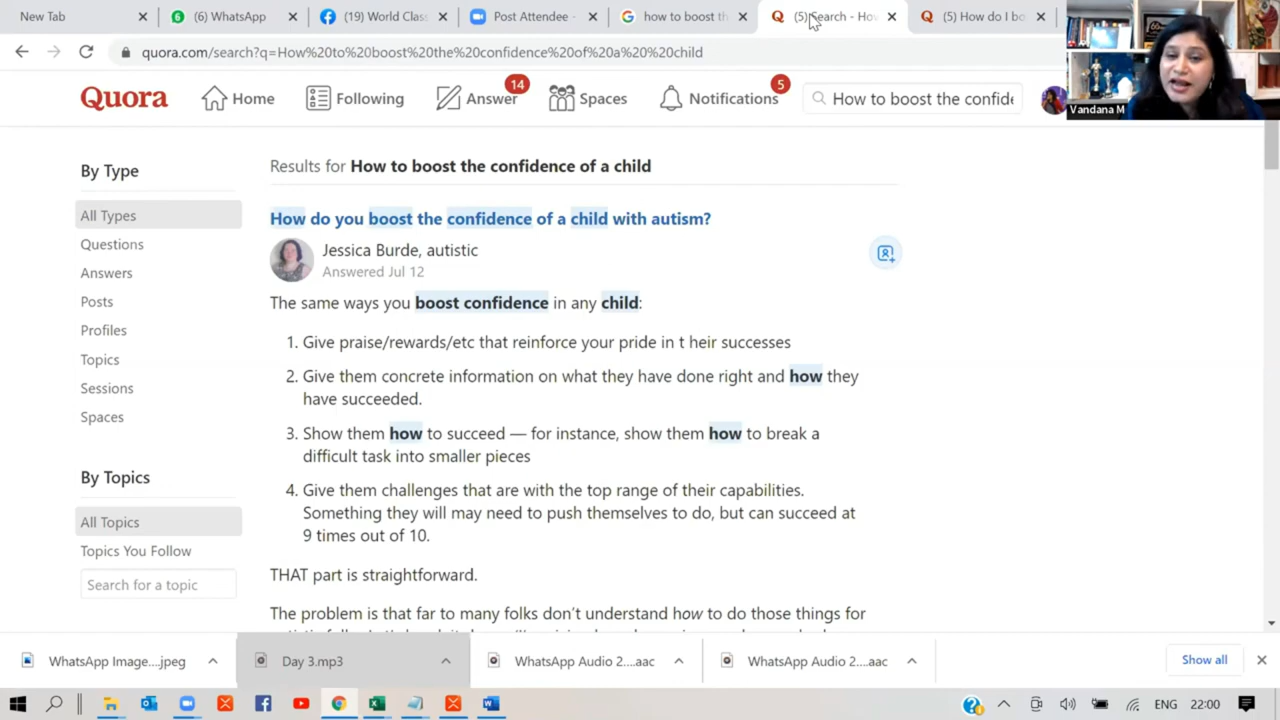 New Tab
(6) WhatsApp
(19) World Clas
Post Attendee -
how to boost th
(5) Search - Ho
(5) How do I bo
quora.com/search?q=How%20to%20boost%20the%20confidence%20of%20a%20%20child
Quora
Home
Following
14
Answer
Spaces
5
Notifications
How to boost the confide
Vandana M
By Type
All Types
Questions
Answers
Posts
Profiles
Topics
Sessions
Spaces
By Topics
All Topics
Topics You Follow
Search for a topic
Results for How to boost the confidence of a child
How do you boost the confidence of a child with autism?
Jessica Burde, autistic
Answered Jul 12
The same ways you boost confidence in any child:
1. Give praise/rewards/etc that reinforce your pride in t heir successes
2. Give them concrete information on what they have done right and how they
have succeeded.
3. Show them how to succeed — for instance, show them how to break a
difficult task into smaller pieces
4. Give them challenges that are with the top range of their capabilities.
Something they will may need to push themselves to do, but can succeed at
9 times out of 10.
THAT part is straightforward.
The problem is that far to many folks don't understand how to do those things for
WhatsApp Image....jpeg
Day 3.mp3
WhatsApp Audio 2....aac
WhatsApp Audio 2....aac
Show all
ENG
22:00